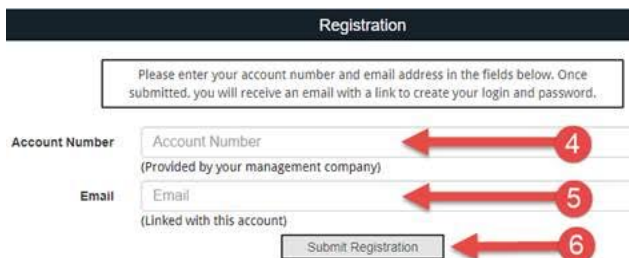 Registration
Please enter your account number and email address in the fields below. Once
submitted, you will receive an email with a link to create your login and password.
Account Number Account Number 4
(Provided by your management company)
Email Email 5
(Linked with this account)
Submit Registration 6